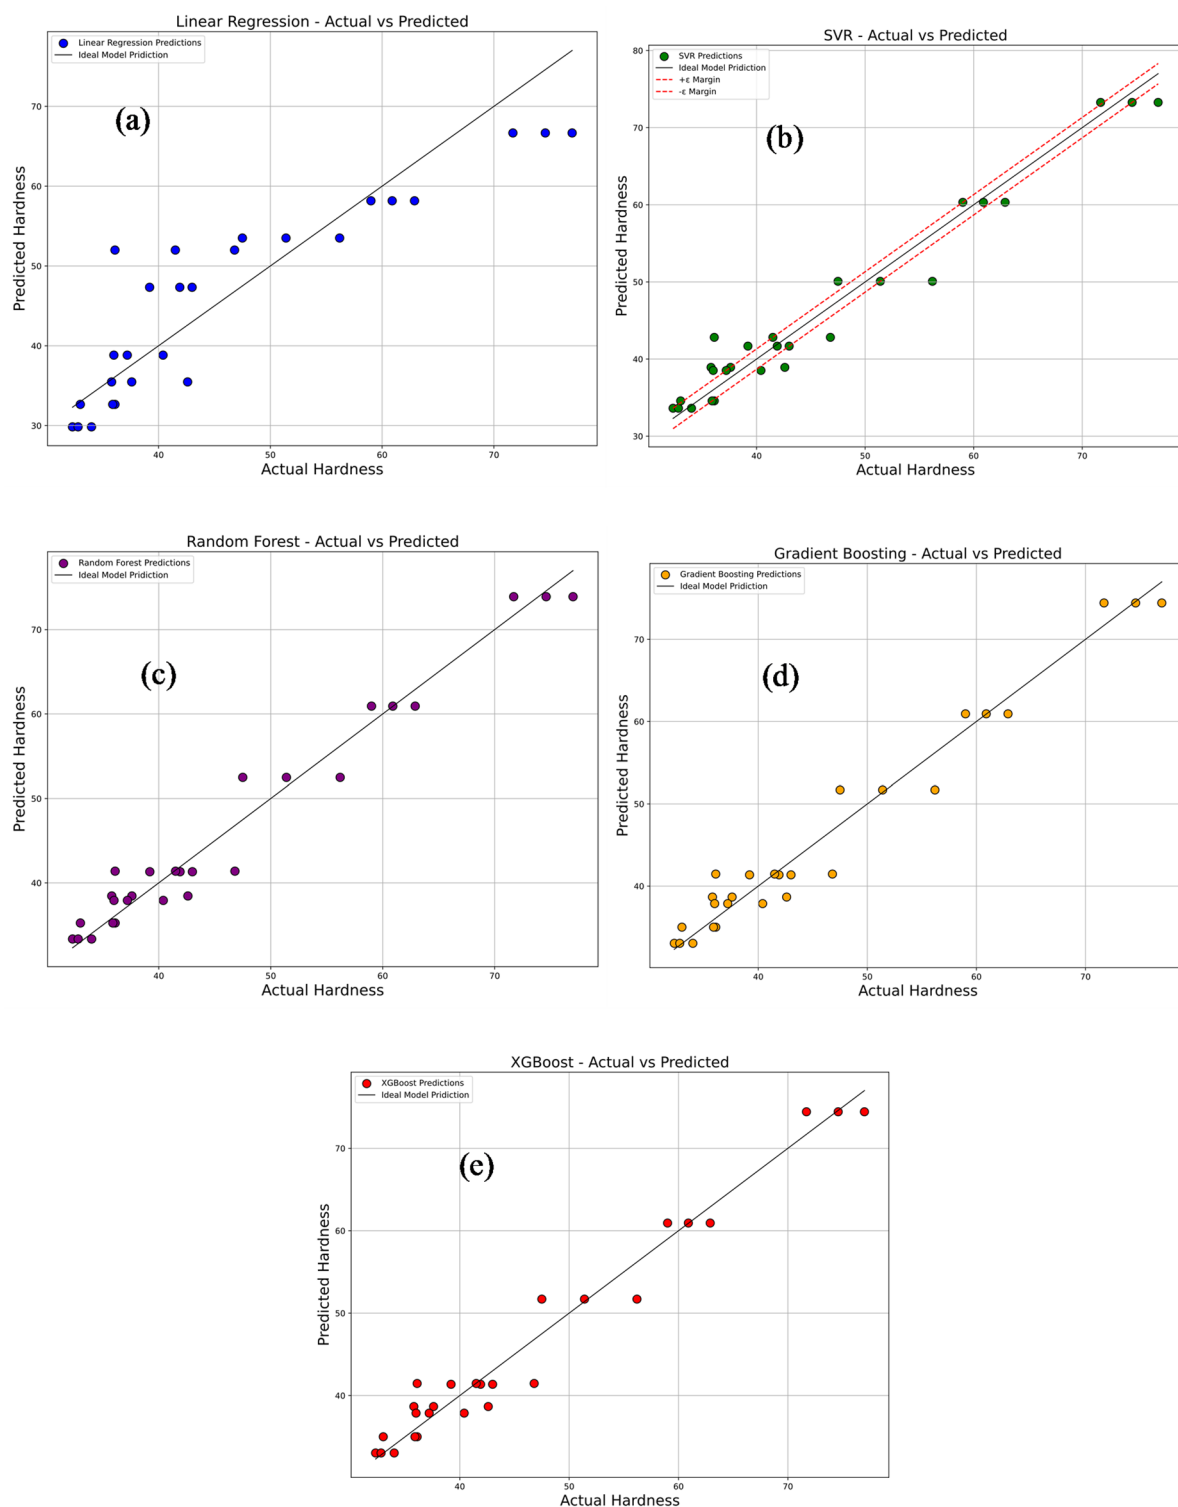 Linear Regression - Actual vs Predicted
Linear Regression Predictions
Ideal Model Pridiction
(a)
70
60
50
40
30
Predicted Hardness
40
50
60
70
Actual Hardness
SVR - Actual vs Predicted
SVR Predictions
Ideal Model Pridiction
+ε Margin
-ε Margin
(b)
80
70
60
50
40
30
Predicted Hardness
40
50
60
70
Actual Hardness
Random Forest - Actual vs Predicted
Random Forest Predictions
Ideal Model Pridiction
(c)
70
60
50
40
Predicted Hardness
40
50
60
70
Actual Hardness
Gradient Boosting - Actual vs Predicted
Gradient Boosting Predictions
Ideal Model Pridiction
(d)
70
60
50
40
Predicted Hardness
40
50
60
70
Actual Hardness
XGBoost - Actual vs Predicted
XGBoost Predictions
Ideal Model Pridiction
(e)
70
60
50
40
Predicted Hardness
40
50
60
70
Actual Hardness